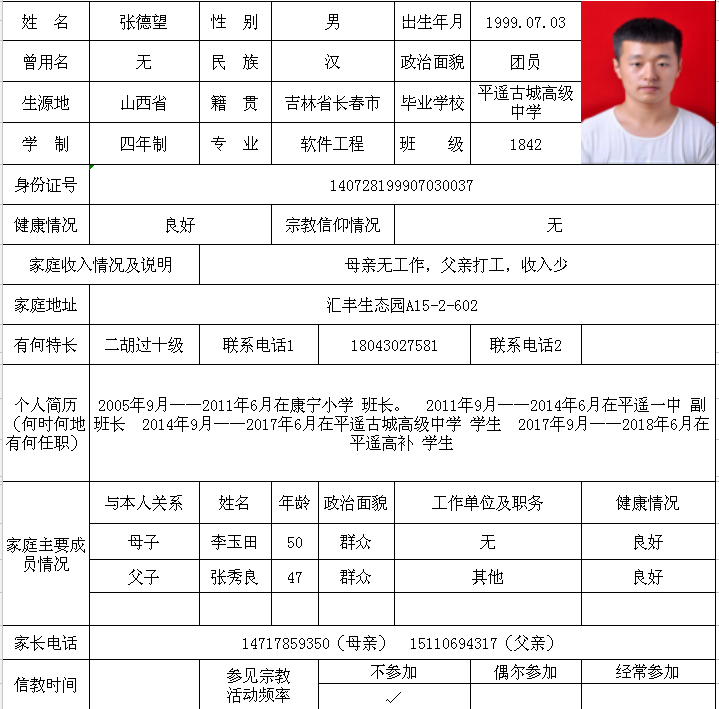 姓 名 张德望 性 别 男 出生年月 1999.07.03
曾用名 无 民 族 汉 政治面貌 团员
生源地 山西省 籍 贯 吉林省长春市 毕业学校 平遥古城高级
中学
学 制 四年制 专 业 软件工程 班 级 1842
身份证号 140728199907030037
健康情况 良好 宗教信仰情况 无
家庭收入情况及说明 母亲无工作，父亲打工，收入少
家庭地址 汇丰生态园A15-2-602
有何特长 二胡过十级 联系电话1 18043027581 联系电话2
个人简历
（何时何地
有何任职）
2005年9月——2011年6月在康宁小学 班长。 2011年9月——2014年6月在平遥一中 副
班长 2014年9月——2017年6月在平遥古城高级中学 学生 2017年9月——2018年6月在
平遥高补 学生
家庭主要成
员情况
与本人关系 姓名 年龄 政治面貌 工作单位及职务 健康情况
母子 李玉田 50 群众 无 良好
父子 张秀良 47 群众 其他 良好
家长电话 14717859350（母亲） 15110694317（父亲）
信教时间
参见宗教
活动频率
不参加 偶尔参加 经常参加
✓